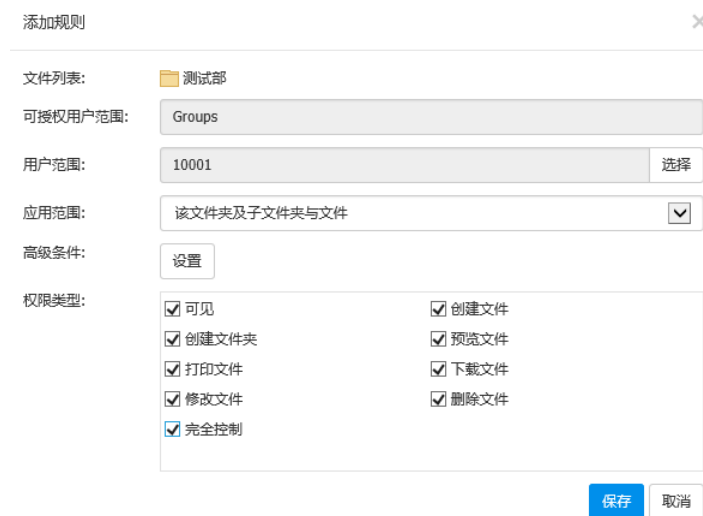 添加规则
文件列表: 测试部
可授权用户范围: Groups
用户范围: 10001 选择
应用范围: 该文件夹及子文件夹与文件
高级条件: 设置
权限类型: 可见 创建文件
创建文件夹 预览文件
打印文件 下载文件
修改文件 删除文件
完全控制
保存 取消